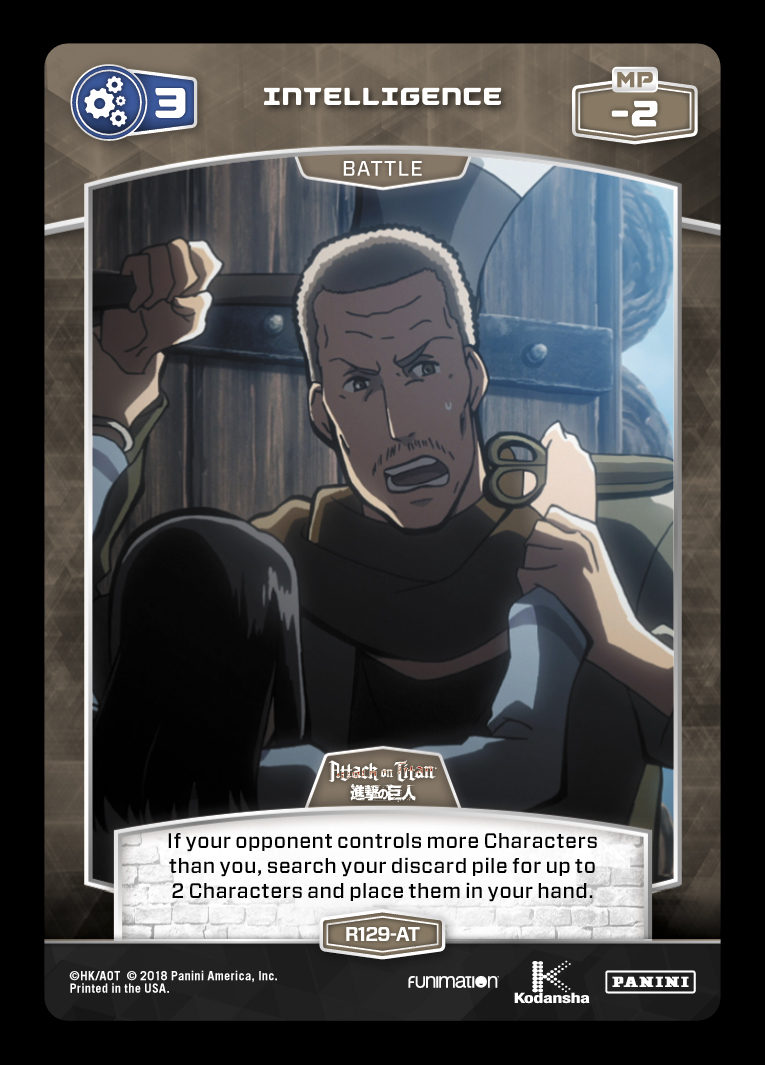 3
INTELLIGENCE
MP
-2
BATTLE
Attack on Titan
進撃の巨人
If your opponent controls more Characters
than you, search your discard pile for up to
2 Characters and place them in your hand.
R129-AT
©HK/AOT © 2018 Panini America, Inc.
Printed in the USA.
FUNIMATION
K
Kodansha
PANINI